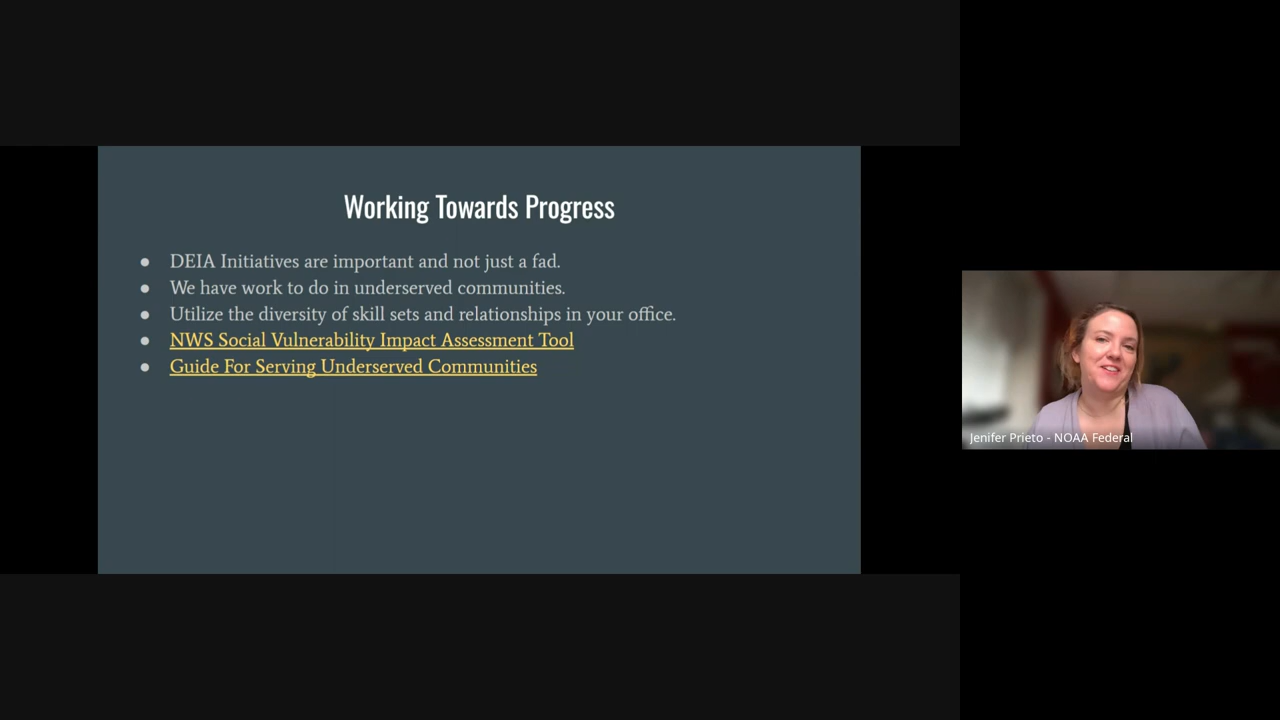 Working Towards Progress
● DEIA Initiatives are important and not just a fad.
● We have work to do in underserved communities.
● Utilize the diversity of skill sets and relationships in your office.
● NWS Social Vulnerability Impact Assessment Tool
● Guide For Serving Underserved Communities
Jenifer Prieto - NOAA Federal